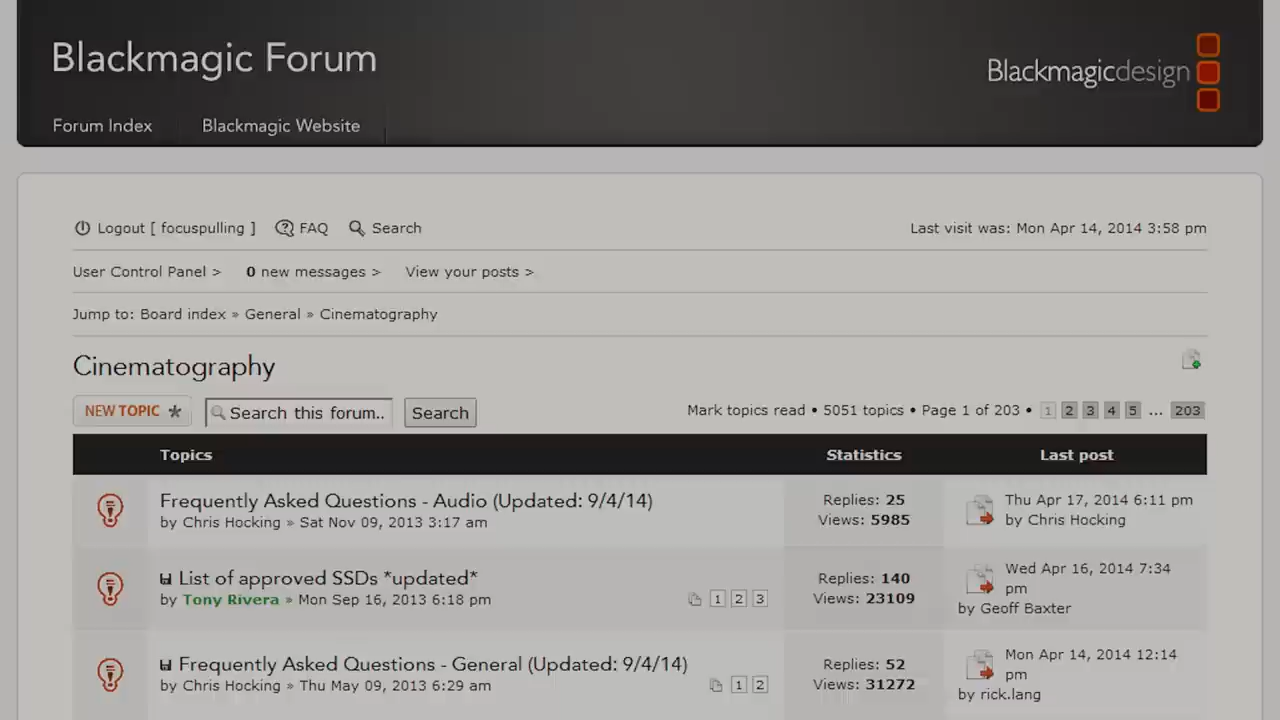 Blackmagic Forum
Blackmagicdesign
Forum Index
Blackmagic Website
Logout [ focuspulling ]
FAQ
Search
Last visit was: Mon Apr 14, 2014 3:58 pm
User Control Panel >
0 new messages >
View your posts >
Jump to: Board index » General » Cinematography
Cinematography
NEW TOPIC *
Search this forum..
Search
Mark topics read • 5051 topics • Page 1 of 203 • 1 2 3 4 5 ... 203
Topics
Statistics
Last post
Frequently Asked Questions - Audio (Updated: 9/4/14)
by Chris Hocking » Sat Nov 09, 2013 3:17 am
Replies: 25
Views: 5985
Thu Apr 17, 2014 6:11 pm
by Chris Hocking
List of approved SSDs *updated*
by Tony Rivera » Mon Sep 16, 2013 6:18 pm
1 2 3
Replies: 140
Views: 23109
Wed Apr 16, 2014 7:34
pm
by Geoff Baxter
Frequently Asked Questions - General (Updated: 9/4/14)
by Chris Hocking » Thu May 09, 2013 6:29 am
1 2
Replies: 52
Views: 31272
Mon Apr 14, 2014 12:14
pm
by rick.lang